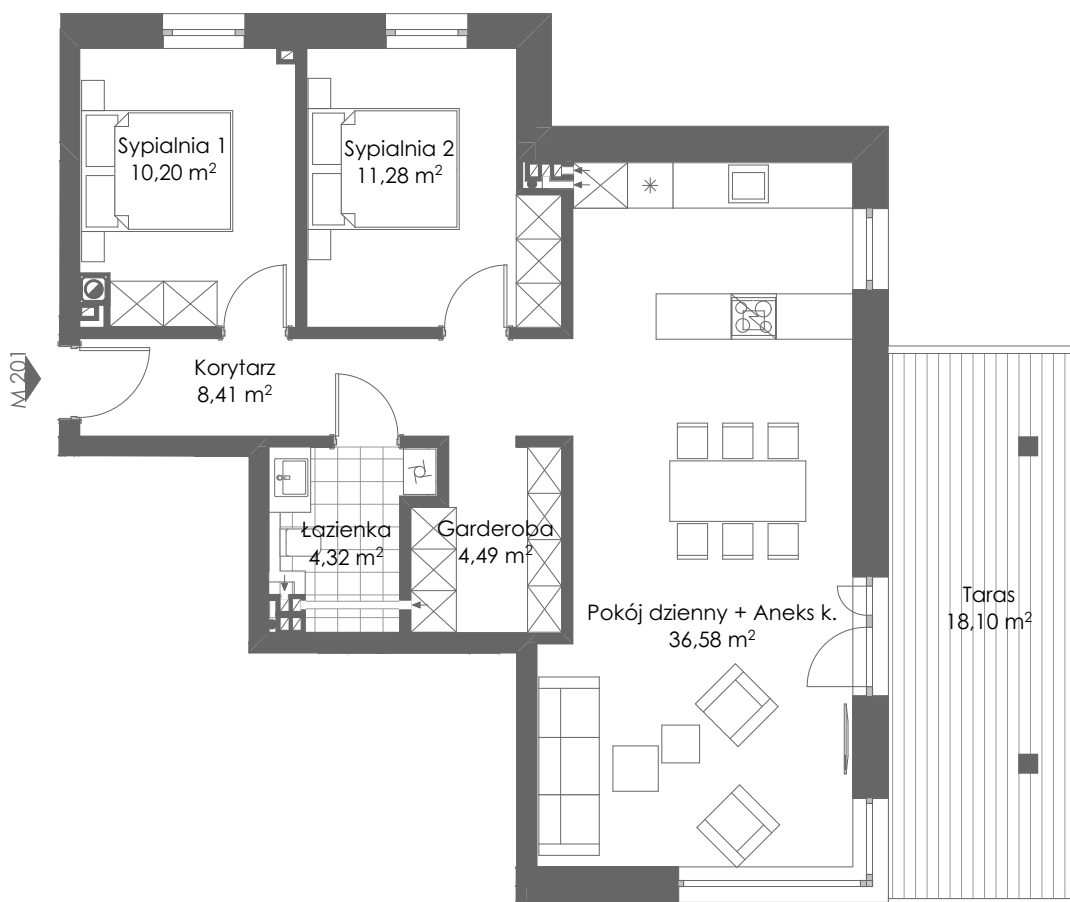 Sypialnia 1
10,20 m²
Sypialnia 2
11,28 m²
M 201
Korytarz
8,41 m²
Łazienka
4,32 m²
Garderoba
4,49 m²
Pokój dzienny + Aneks k.
36,58 m²
Taras
18,10 m²